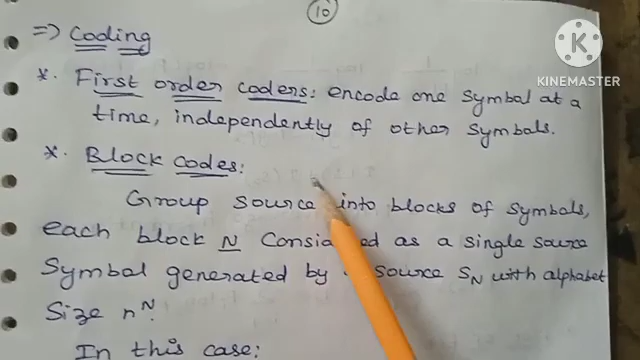 10
⇒ Coding
KINEMASTER
*. First order coders: encode one symbol at a
time, independently of other symbols.
*. Block codes:
Group source into blocks of symbols,
each block N considered as a single source
Symbol generated by source SN with alphabet
Size n^N.
In this case: